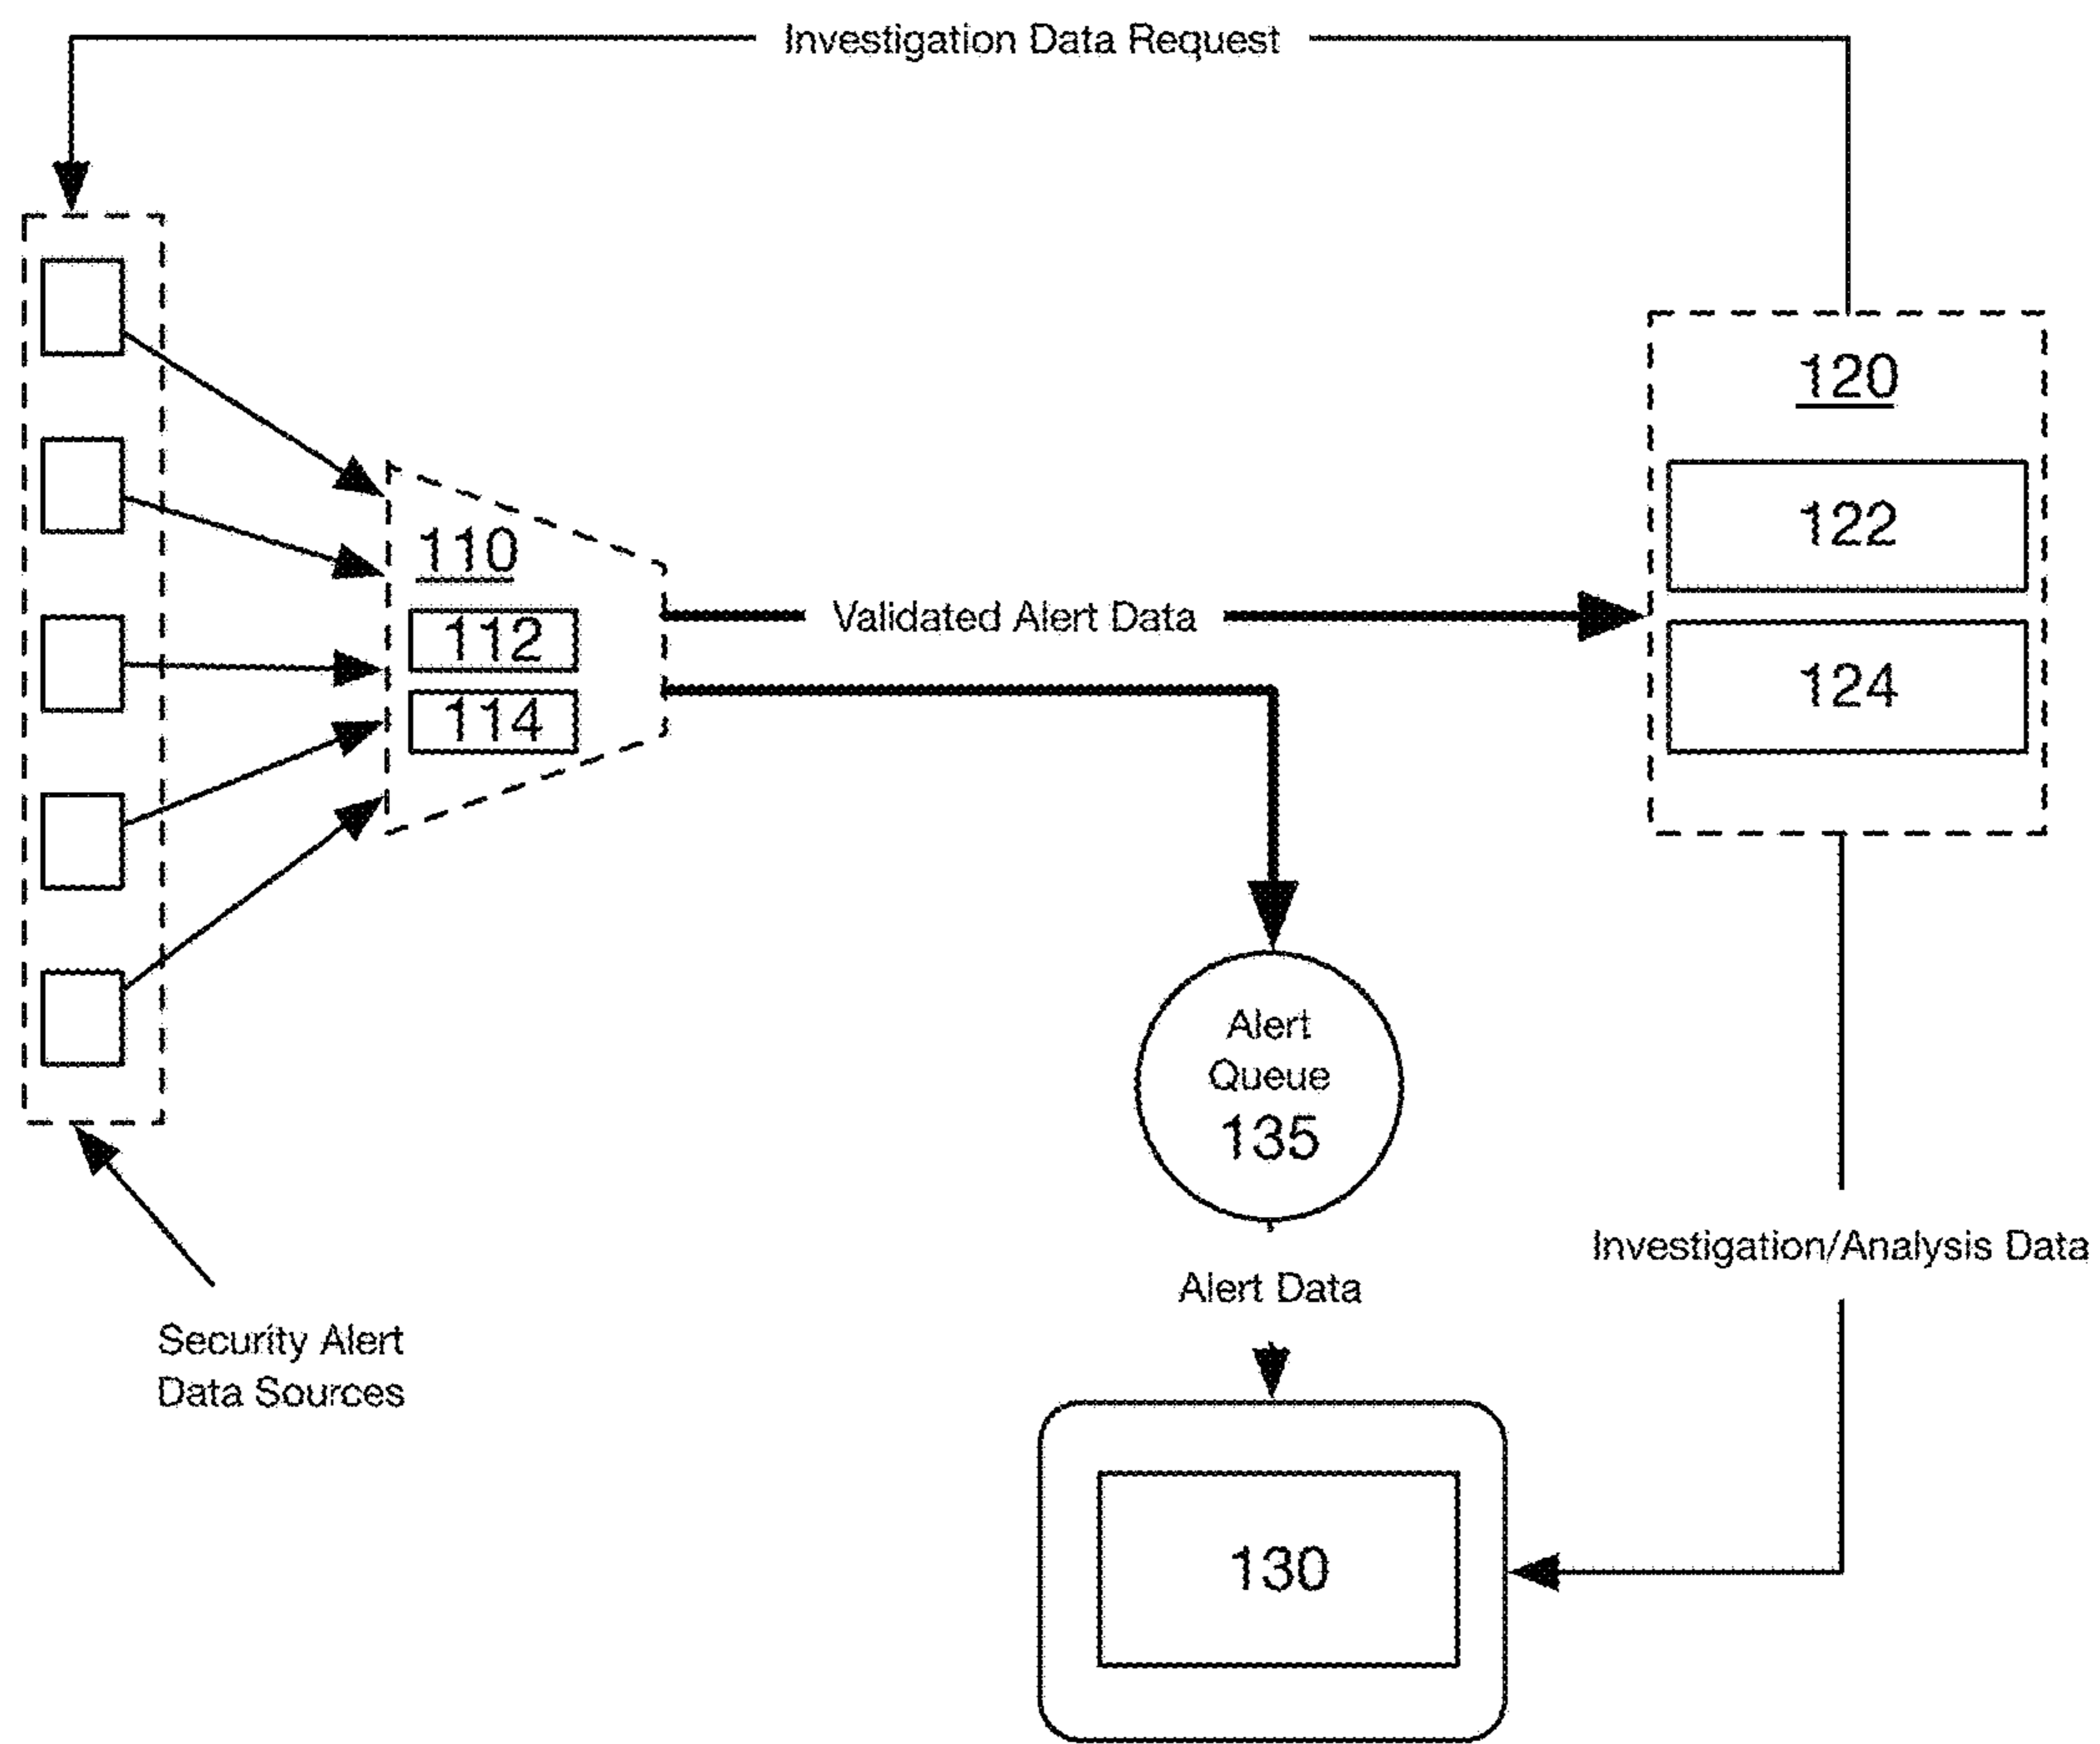 Investigation Data Request
120
122
110
112
Validated Alert Data
114
124
Alert
Queue
135
Investigation/Analysis Data
Alert Data
Security Alert
Data Sources
130